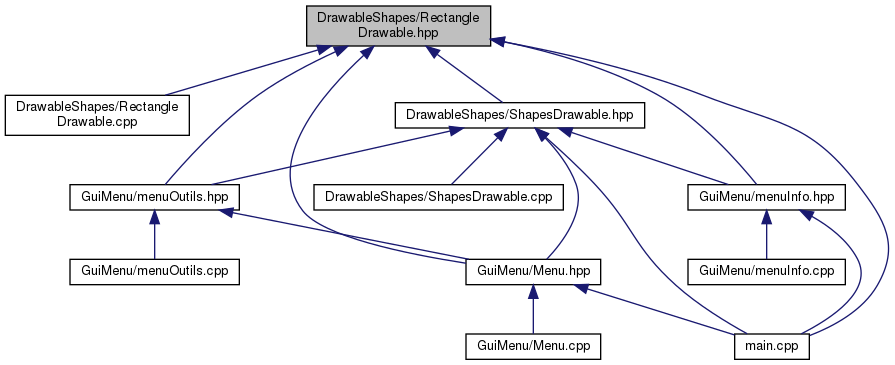 DrawableShapes/Rectangle
Drawable.hpp
DrawableShapes/Rectangle
Drawable.cpp
DrawableShapes/ShapesDrawable.hpp
GuiMenu/menuOutils.hpp
DrawableShapes/ShapesDrawable.cpp
GuiMenu/menuInfo.hpp
GuiMenu/menuOutils.cpp
GuiMenu/Menu.hpp
GuiMenu/menuInfo.cpp
GuiMenu/Menu.cpp
main.cpp